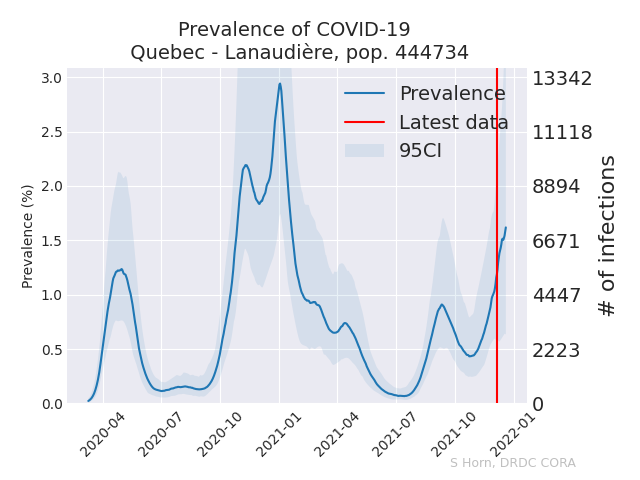 Prevalence of COVID-19
Quebec - Lanaudière, pop. 444734
Prevalence (%)
3.0
2.5
2.0
1.5
1.0
0.5
0.0
Prevalence
Latest data
95CI
13342
11118
8894
6671
4447
2223
0
# of infections
2020-04
2020-07
2020-10
2021-01
2021-04
2021-07
2021-10
2022-01
S Horn, DRDC CORA